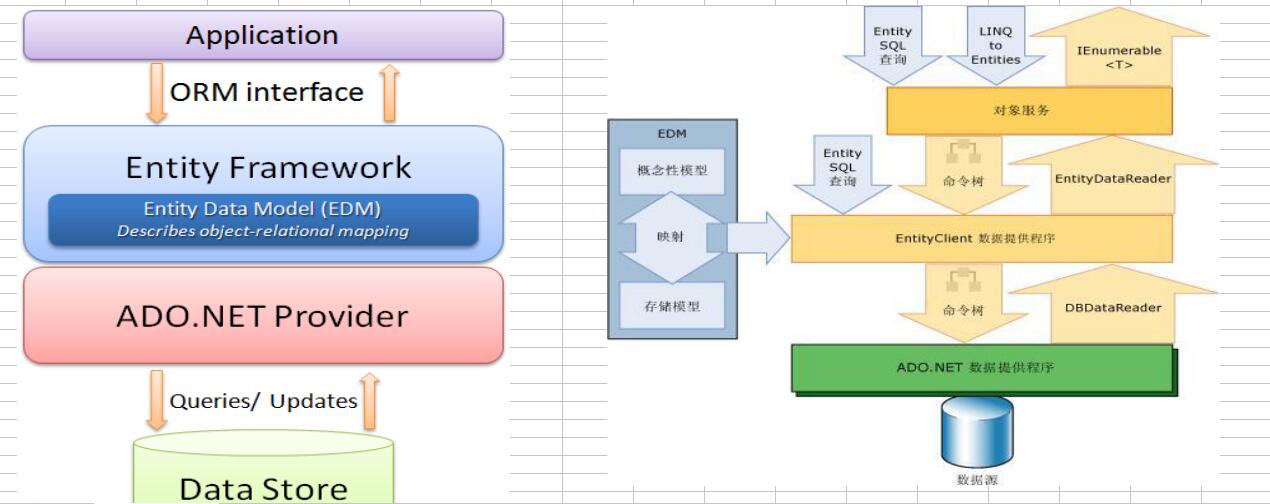 Application
ORM interface
Entity Framework
Entity Data Model (EDM)
Describes object-relational mapping
ADO.NET Provider
Queries/ Updates
Data Store
Entity
SQL
查询
LINQ
to
Entities
IEnumerable
<T>
对象服务
EDM
概念性模型
映射
存储模型
Entity
SQL
查询
命令树
EntityDataReader
EntityClient 数据提供程序
命令树
DBDataReader
ADO.NET 数据提供程序
数据源